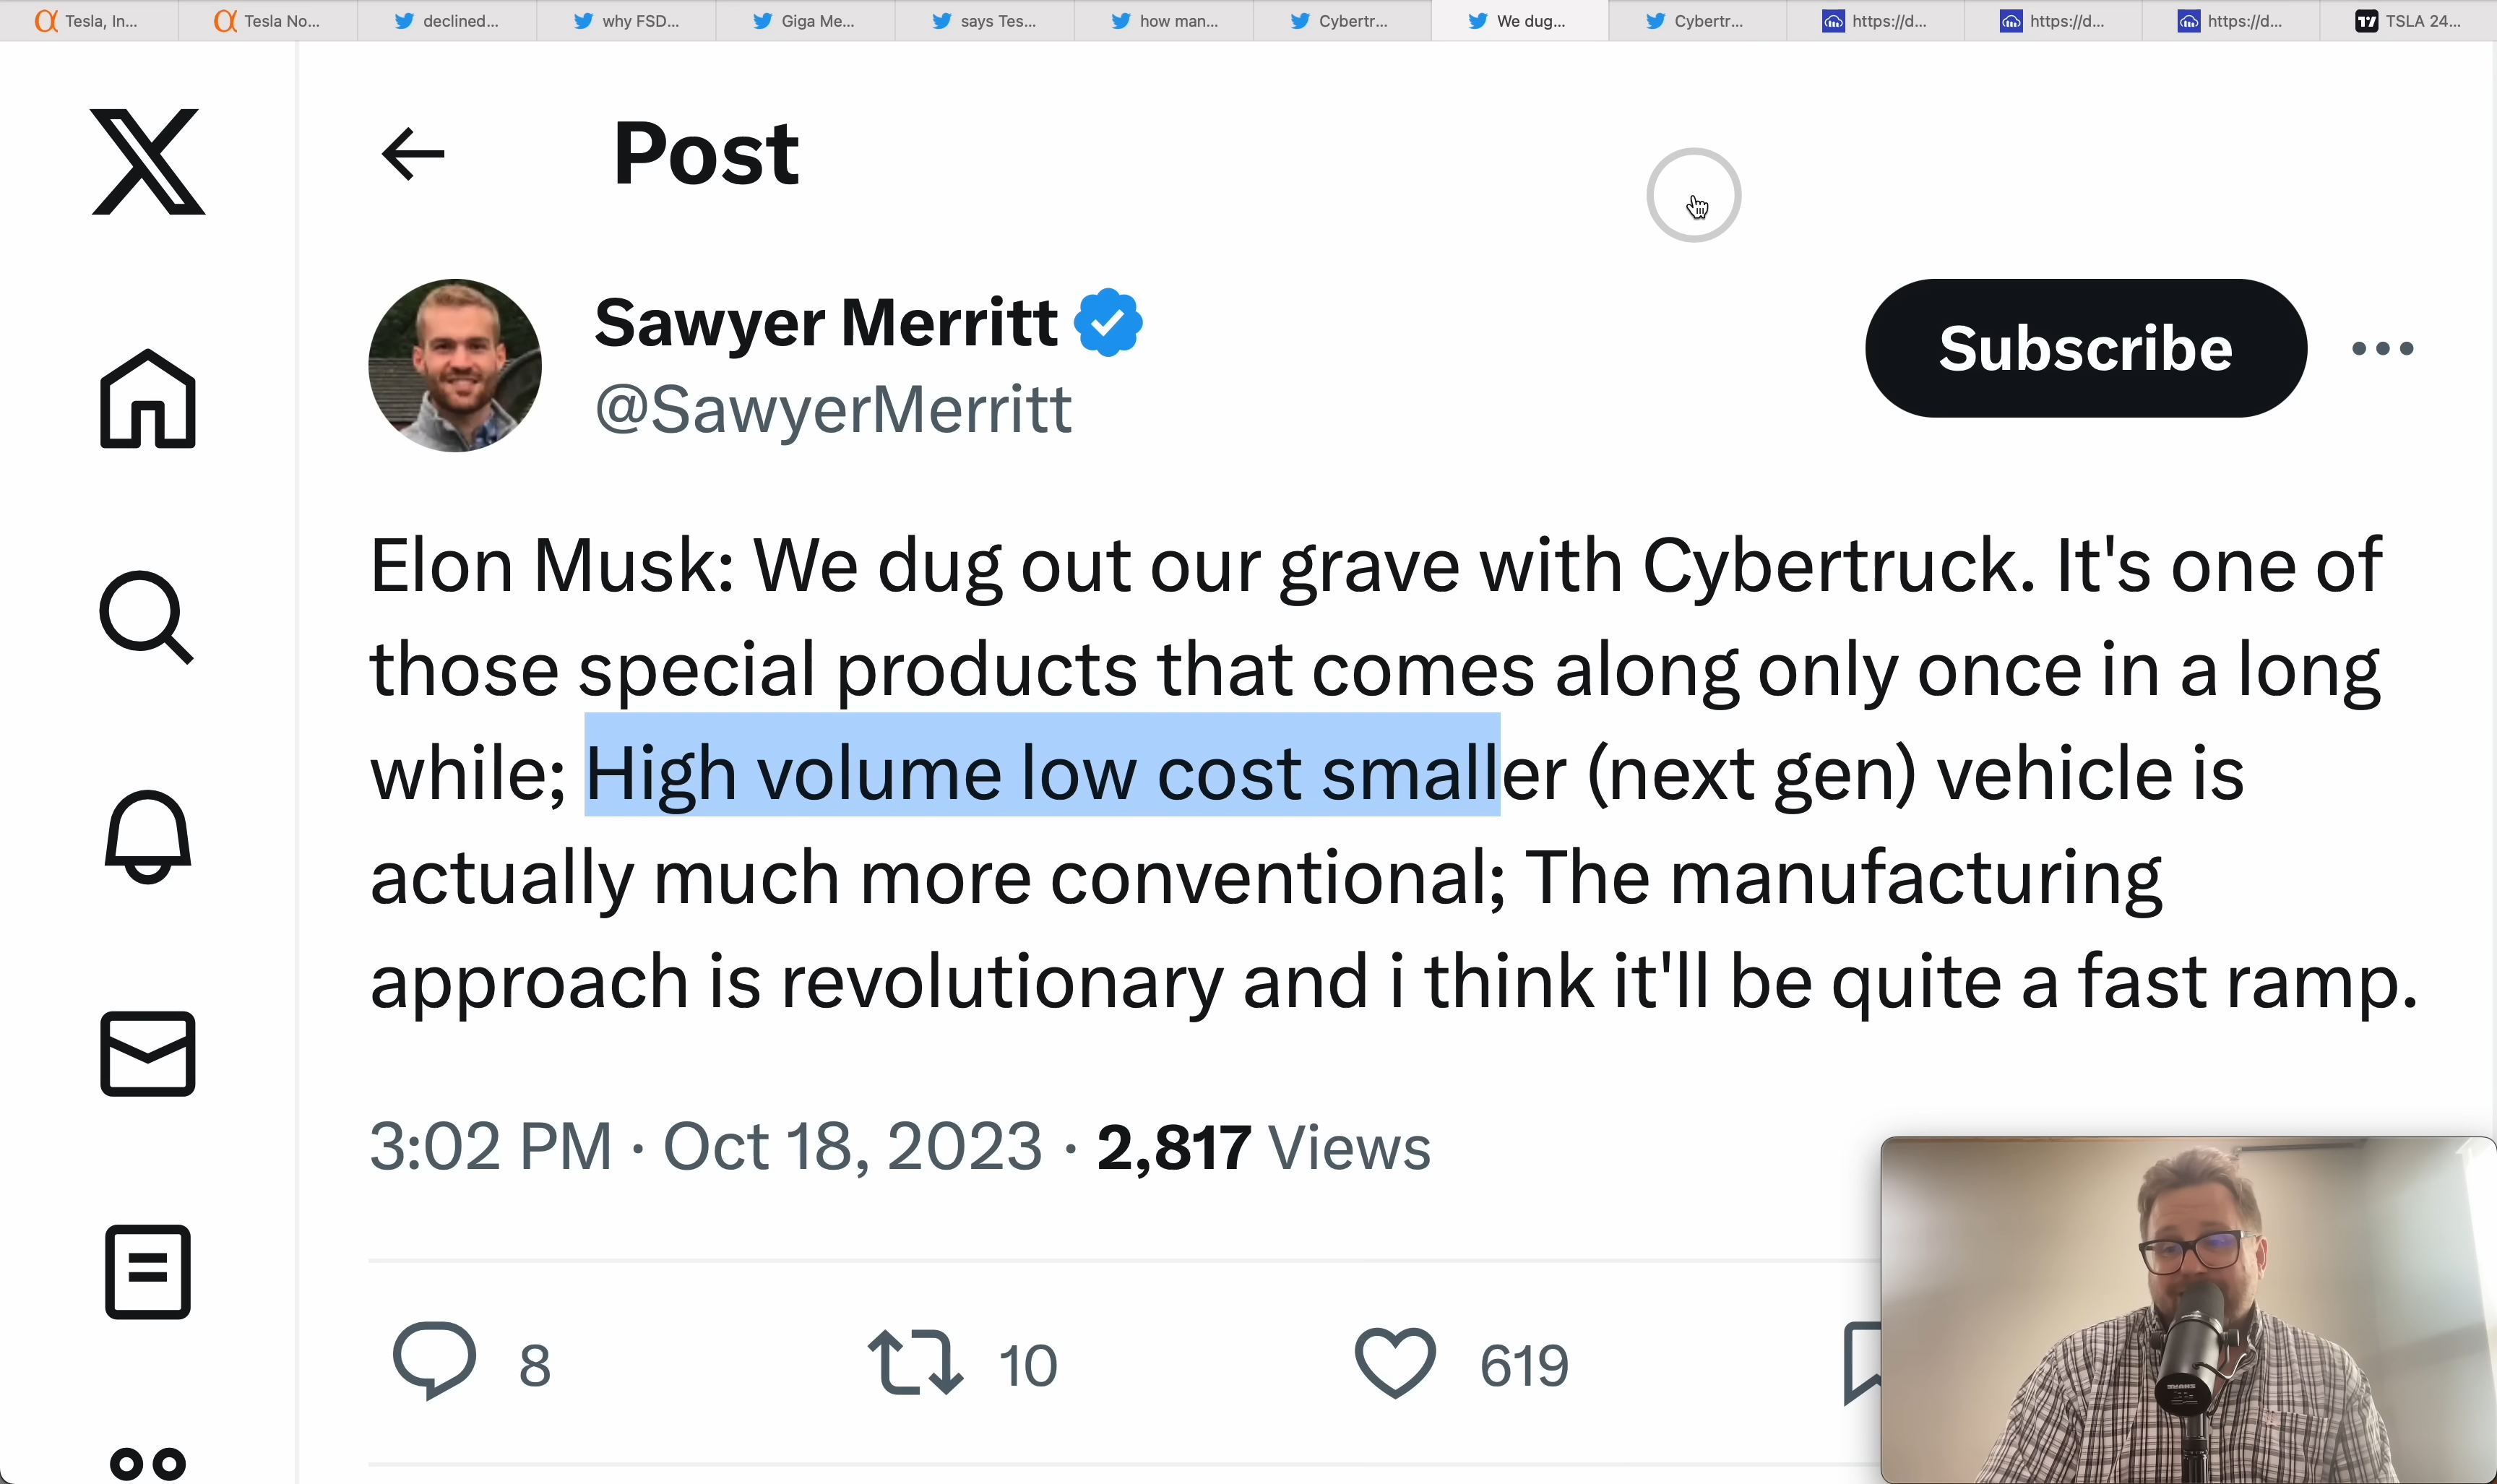 Tesla, In...
Tesla No...
declined...
why FSD...
Giga Me...
says Tes...
how man...
Cybertr...
We dug...
Cybertr...
https://d...
https://d...
https://d...
TSLA 24...
Post
Sawyer Merritt
@SawyerMerritt
Subscribe
Elon Musk: We dug out our grave with Cybertruck. It's one of
those special products that comes along only once in a long
while; High volume low cost smaller (next gen) vehicle is
actually much more conventional; The manufacturing
approach is revolutionary and i think it'll be quite a fast ramp.
3:02 PM · Oct 18, 2023 · 2,817 Views
8
10
619